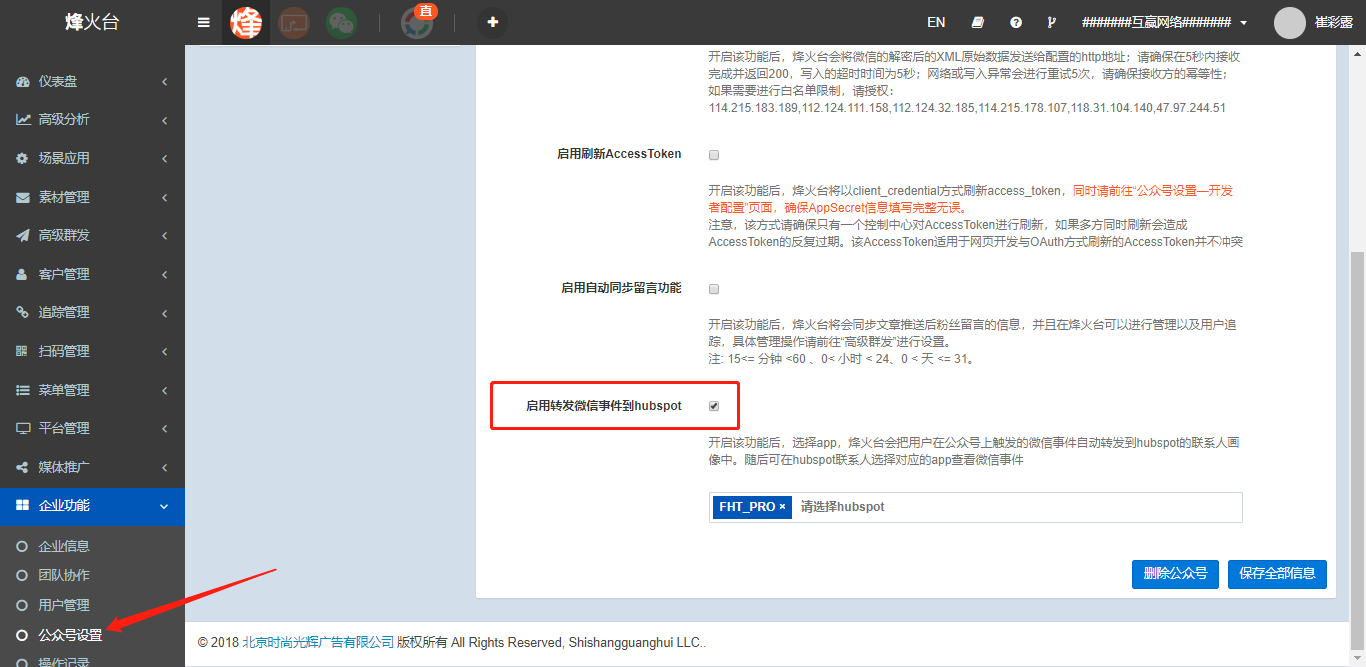 烽火台
烽
直
EN
#######互赢网络#######
崔彩露
仪表盘
高级分析
场景应用
素材管理
高级群发
客户管理
追踪管理
扫码管理
菜单管理
平台管理
媒体推广
企业功能
企业信息
团队协作
用户管理
公众号设置
操作记录
开启该功能后，烽火台会将微信的解密后的XML原始数据发送给配置的http地址；请确保在5秒内接收
完成并返回200，写入的超时时间为5秒；网络或写入异常会进行重试5次，请确保接收方的幂等性；
如果需要进行白名单限制，请授权：
114.215.183.189,112.124.111.158,112.124.32.185,114.215.178.107,118.31.104.140,47.97.244.51
启用刷新AccessToken
开启该功能后，烽火台将以client_credential方式刷新access_token，同时请前往“公众号设置—开发
者配置”页面，确保AppSecret信息填写完整无误。
注意，该方式请确保只有一个控制中心对AccessToken进行刷新，如果多方同时刷新会造成
AccessToken的反复过期。该AccessToken适用于网页开发与OAuth方式刷新的AccessToken并不冲突
启用自动同步留言功能
开启该功能后，烽火台将会同步文章推送后粉丝留言的信息，并且在烽火台可以进行管理以及用户追
踪，具体管理操作请前往“高级群发”进行设置。
注: 15<= 分钟 <60 、0< 小时 < 24、0 < 天 <= 31。
启用转发微信事件到hubspot
开启该功能后，选择app，烽火台会把用户在公众号上触发的微信事件自动转发到hubspot的联系人画
像中。随后可在hubspot联系人选择对应的app查看微信事件
FHT_PRO × 请选择hubspot
删除公众号 保存全部信息
© 2018 北京时尚光辉广告有限公司 版权所有 All Rights Reserved, Shishangguanghui LLC..